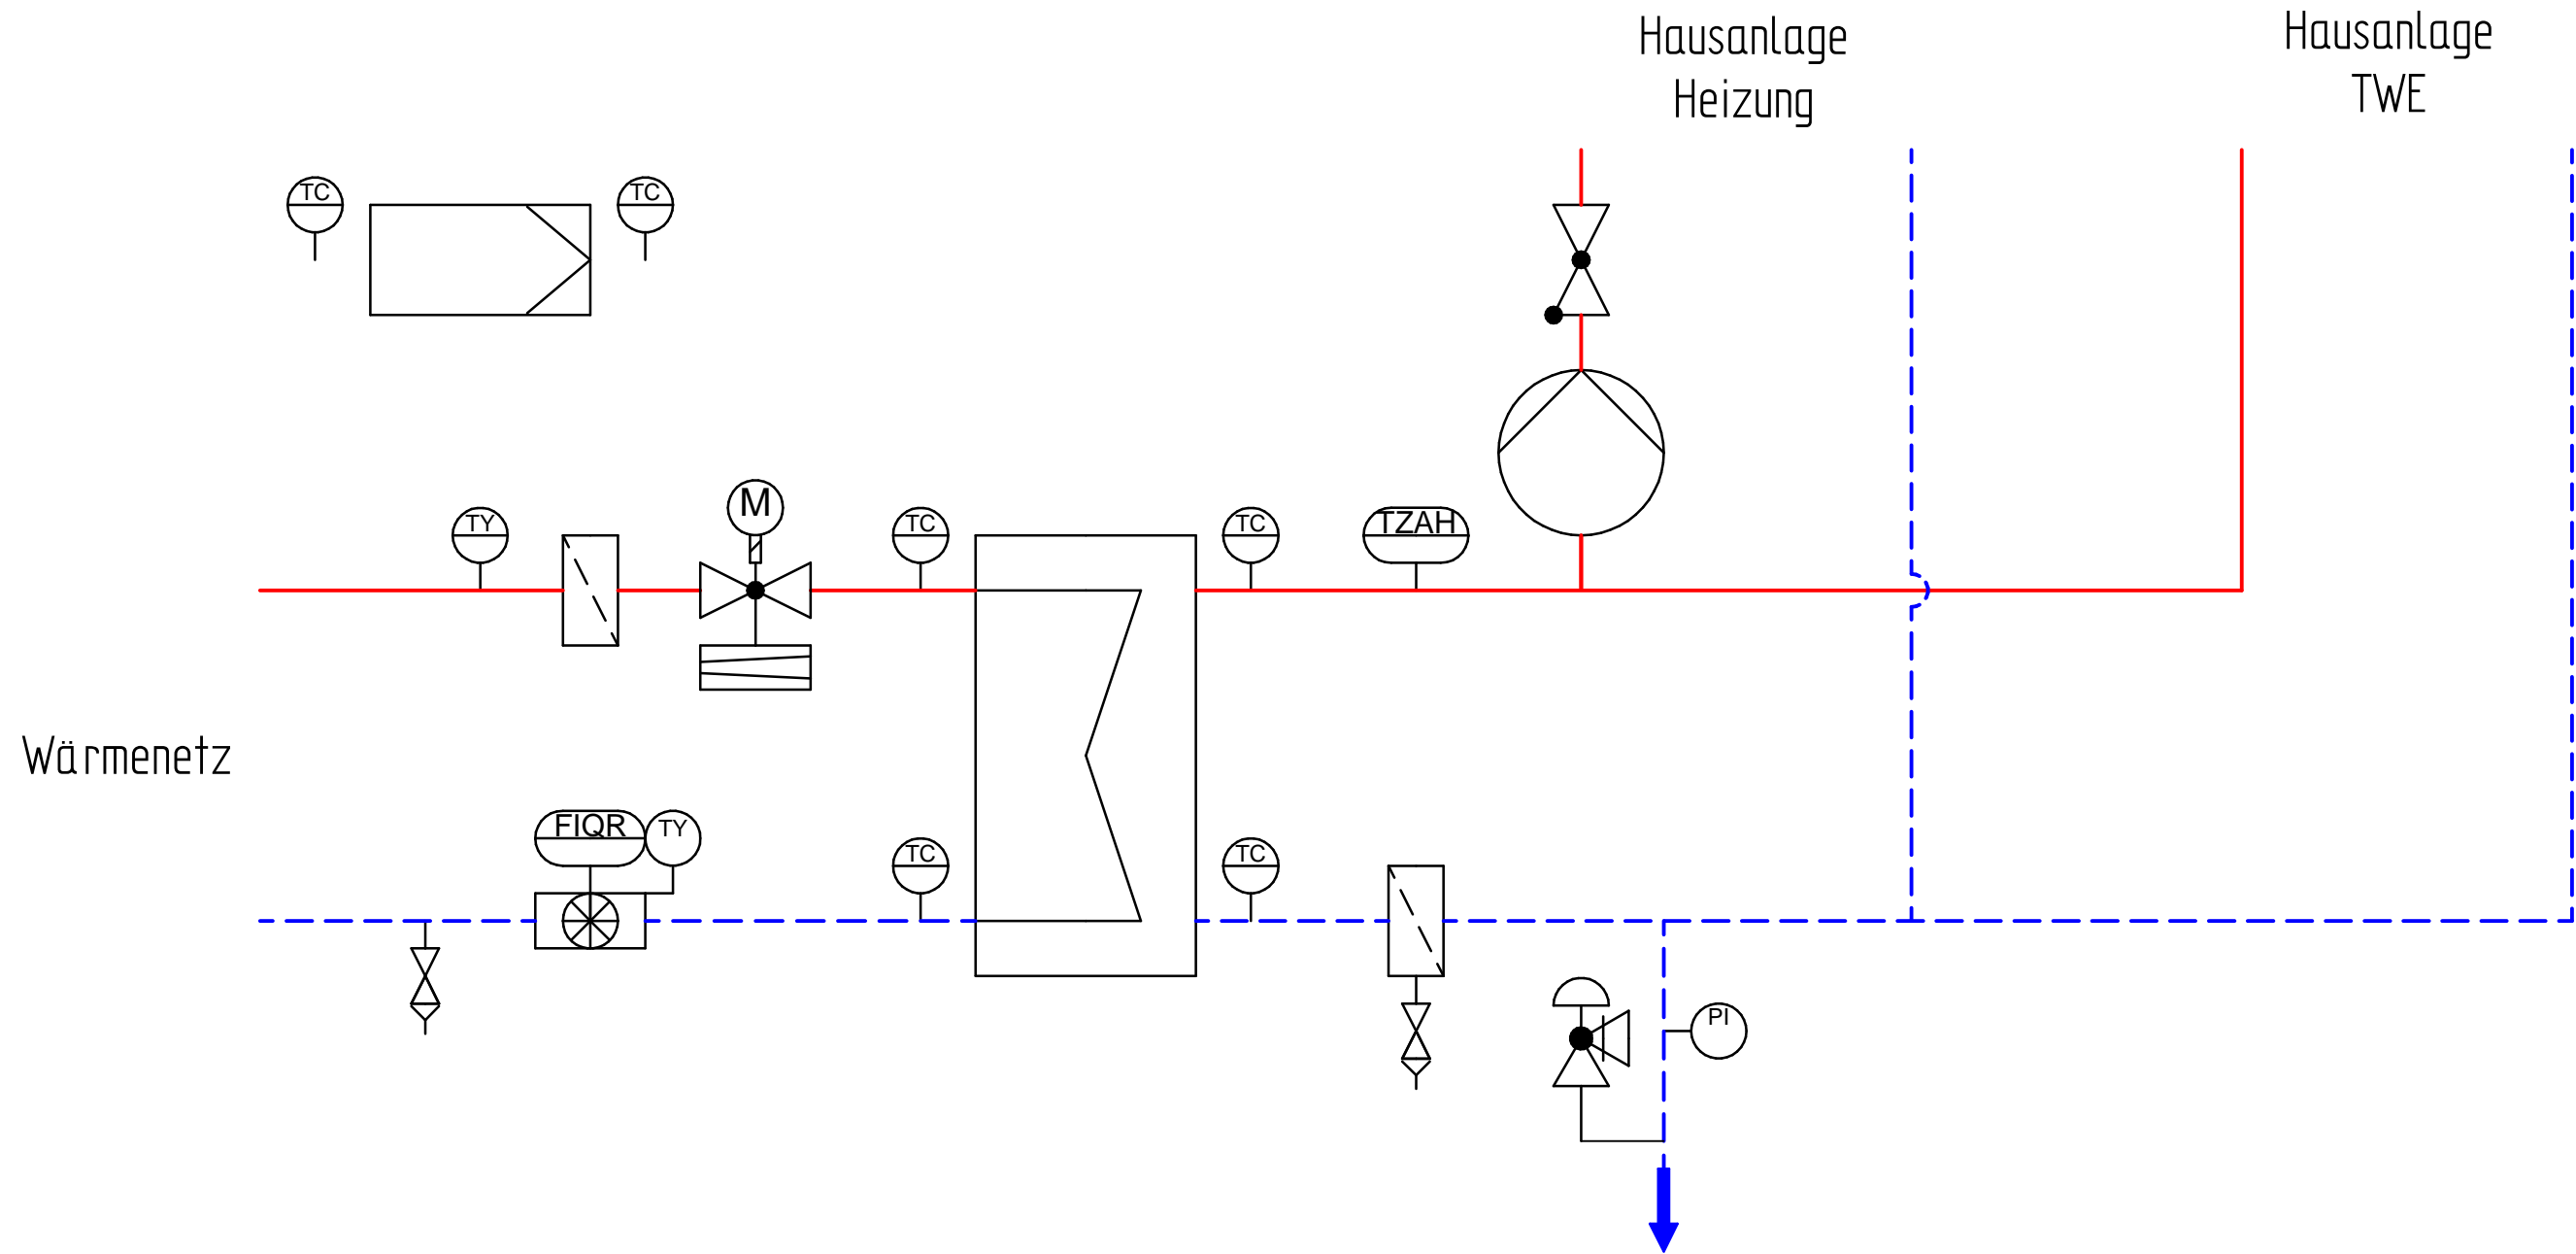 Hausanlage
Heizung
Hausanlage
TWE
TC
TC
M
TY
TC
TC
TZAH
Wärmenetz
FIQR
TY
TC
TC
PI